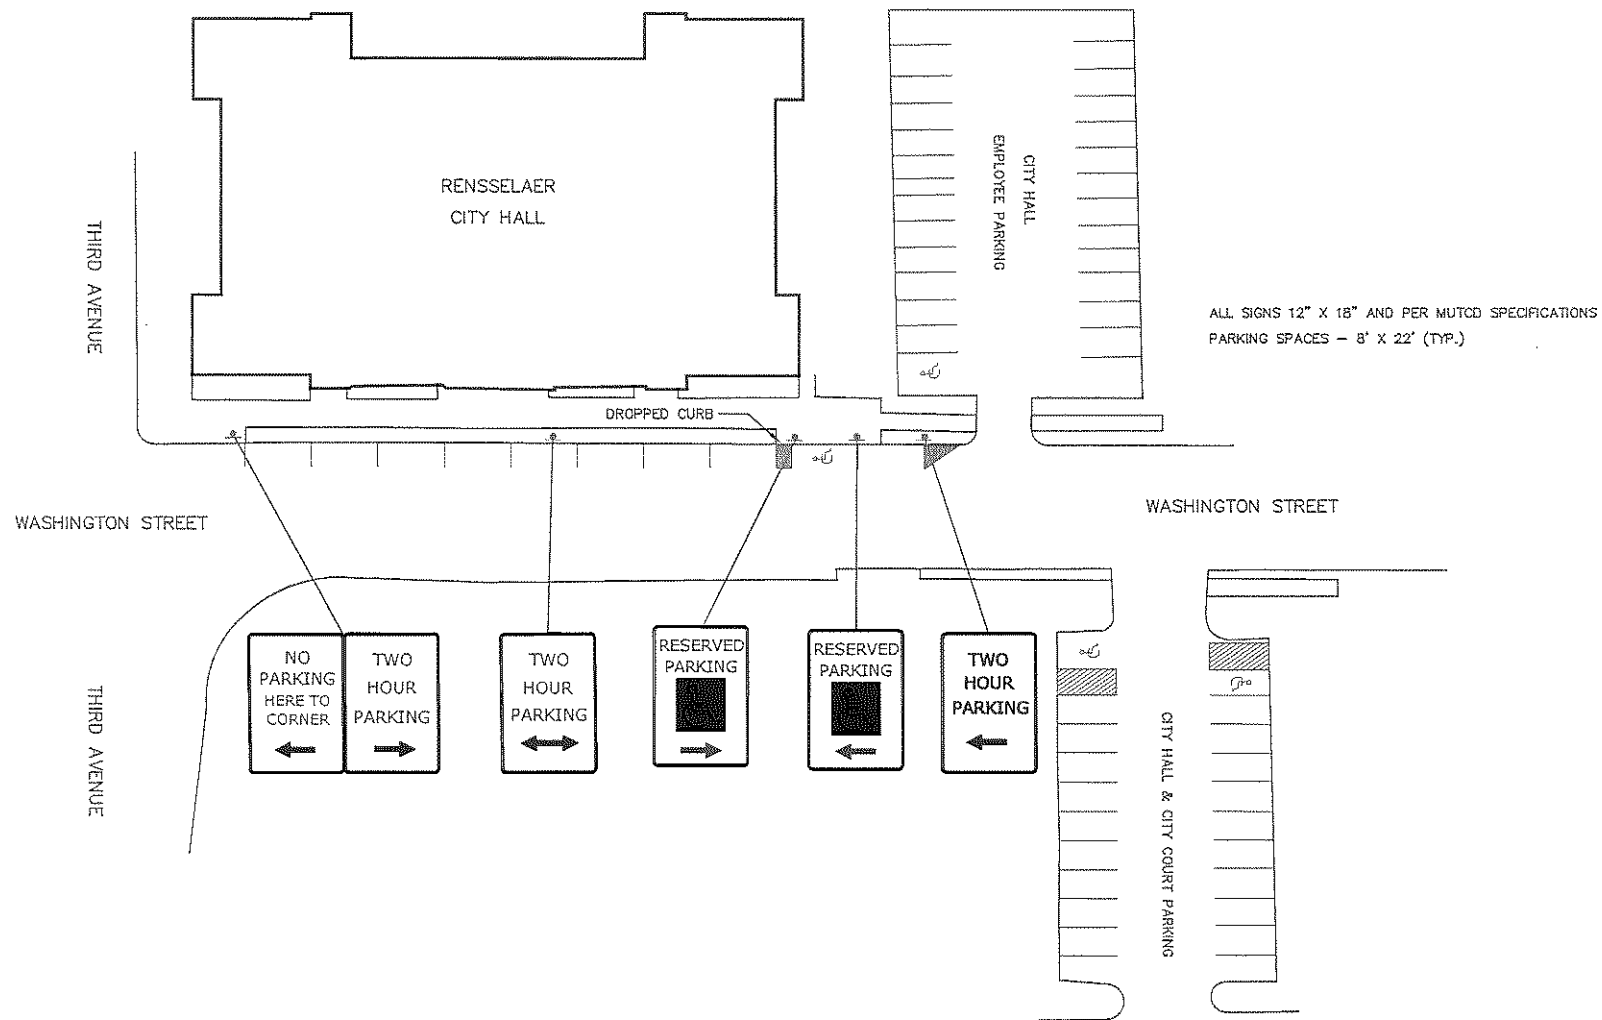 RENSSELAER
CITY HALL
CITY HALL
EMPLOYEE PARKING
THIRD AVENUE
ALL SIGNS 12" X 18" AND PER MUTCD SPECIFICATIONS
PARKING SPACES – 8' X 22' (TYP.)
DROPPED CURB
WASHINGTON STREET
WASHINGTON STREET
NO
PARKING
HERE TO
CORNER
TWO
HOUR
PARKING
TWO
HOUR
PARKING
RESERVED
PARKING
RESERVED
PARKING
TWO
HOUR
PARKING
THIRD AVENUE
CITY HALL & CITY COURT PARKING